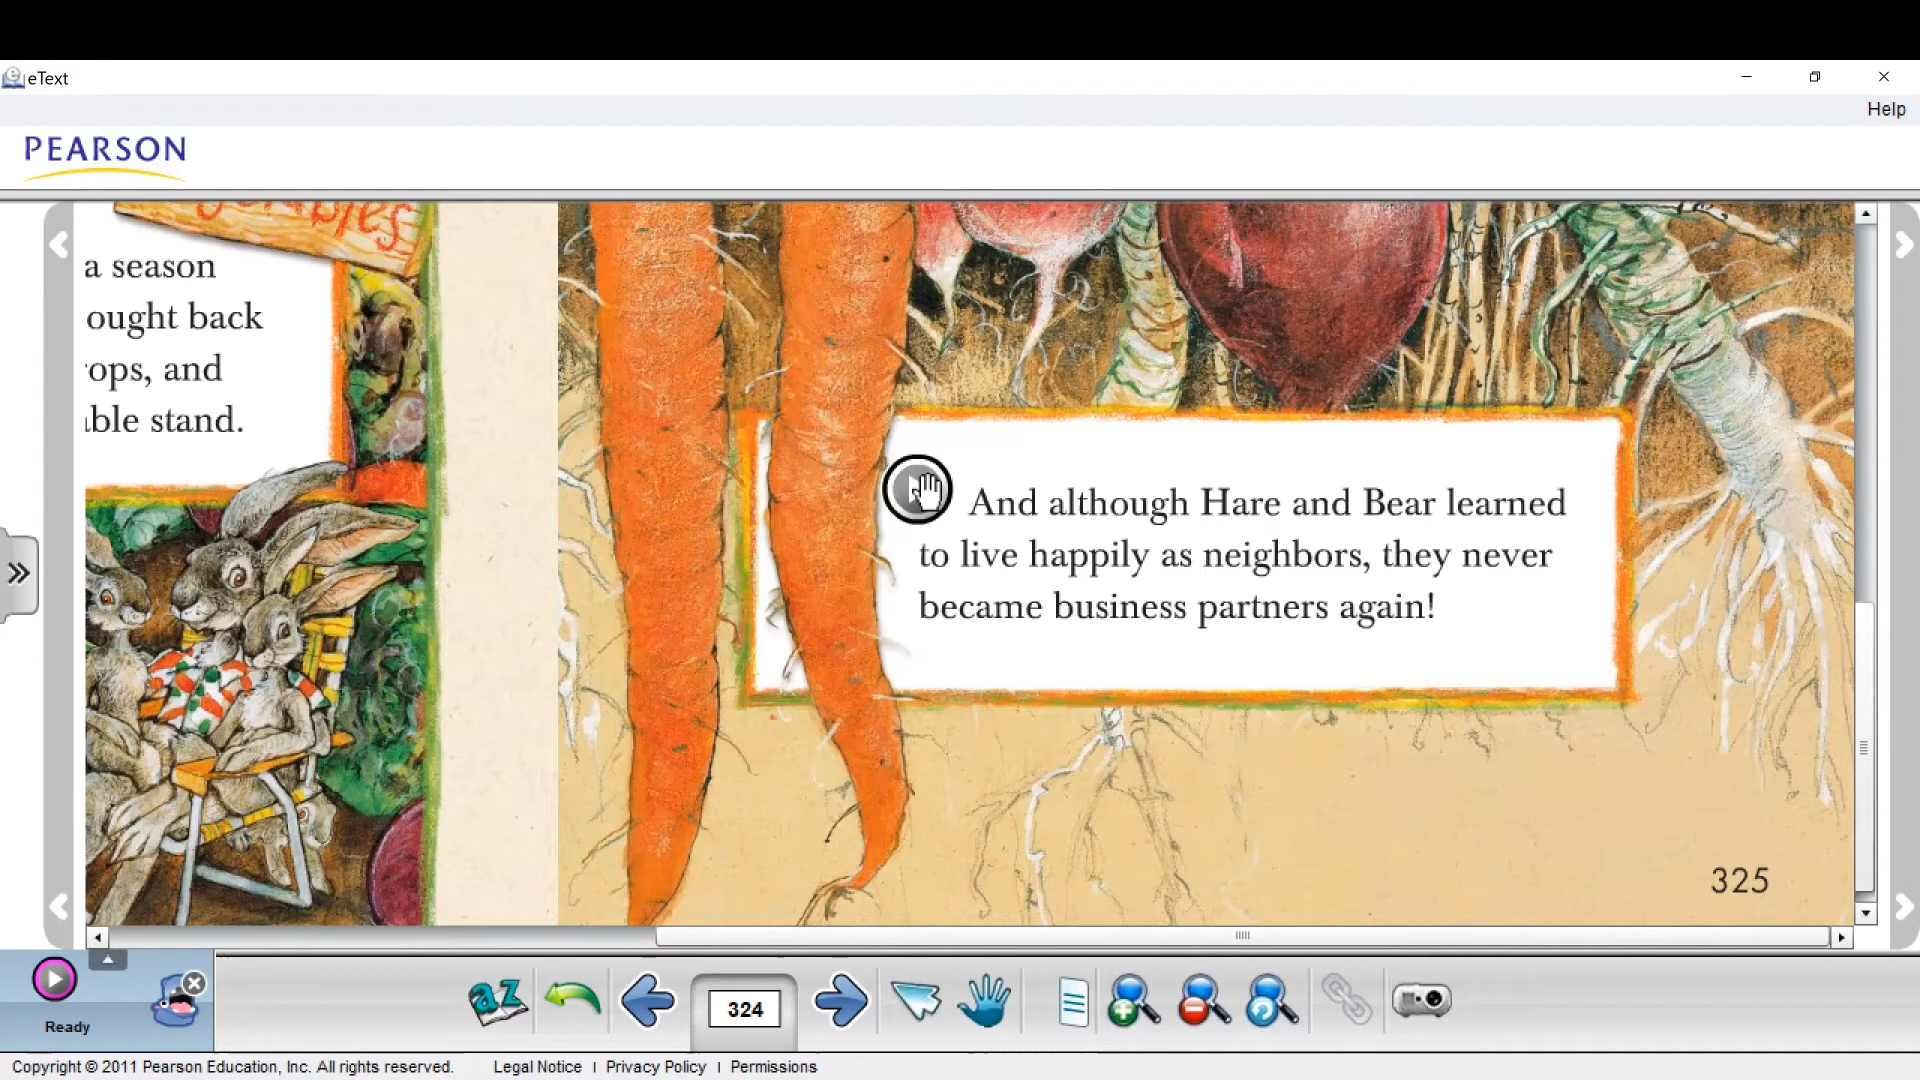 eText
Help
PEARSON
a season
ought back
rops, and
ble stand.
And although Hare and Bear learned
to live happily as neighbors, they never
became business partners again!
325
Ready
aZ
324
Copyright © 2011 Pearson Education, Inc. All rights reserved. Legal Notice | Privacy Policy | Permissions